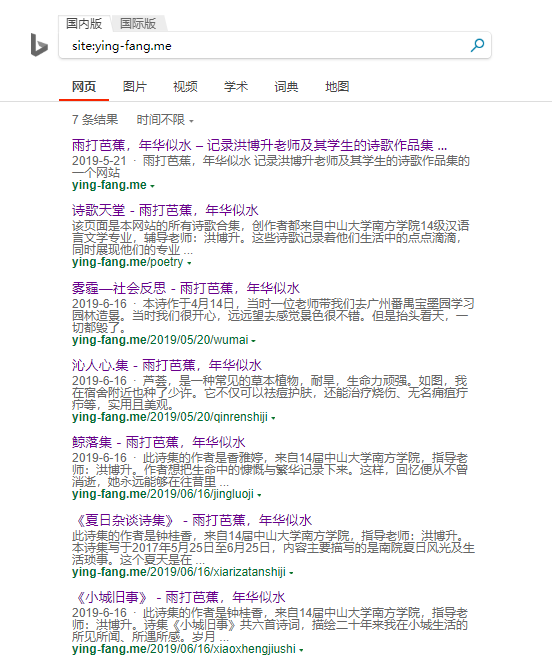 国内版 国际版
site:ying-fang.me
网页 图片 视频 学术 词典 地图
7 条结果 时间不限
雨打芭蕉，年华似水 – 记录洪博升老师及其学生的诗歌作品集 ...
2019-5-21 · 雨打芭蕉，年华似水 记录洪博升老师及其学生的诗歌作品集的
一个网站
ying-fang.me
诗歌天堂 - 雨打芭蕉，年华似水
该页面是本网站的所有诗歌合集，创作者都来自中山大学南方学院14级汉语
言文学专业，辅导老师：洪博升。这些诗歌记录着他们生活中的点点滴滴，
同时展现他们的专业 ...
ying-fang.me/poetry
雾霾—社会反思 - 雨打芭蕉，年华似水
2019-6-16 · 本诗作于4月14日，当时一位老师带我们去广州番禺宝墨园学习
园林造景。当时我们很开心，远远望去感觉景色很不错。但是抬头看天，一
切都毁了。
ying-fang.me/2019/05/20/wumai
沁人心.集 - 雨打芭蕉，年华似水
2019-6-16 · 芦荟，是一种常见的草本植物，耐旱，生命力顽强。如图，我
在宿舍附近也种了少许。它不仅可以祛痘护肤，还能治疗烧伤、无名痈疽疔
疖等，实用且美观。
ying-fang.me/2019/05/20/qinrenshiji
鲸落集 - 雨打芭蕉，年华似水
2019-6-16 · 此诗集的作者是香雅婷，来自14届中山大学南方学院，指导老
师：洪博升。作者想把生命中的慷慨与繁华记录下来。这样，回忆便从不曾
消逝，她永远能够在往昔里 ...
ying-fang.me/2019/06/16/jingluoji
《夏日杂谈诗集》 - 雨打芭蕉，年华似水
此诗集的作者是钟桂香，来自14届中山大学南方学院，指导老师：洪博升。
本诗集写于2017年5月25日至6月25日，内容主要描写的是南院夏日风光及生
活琐事。这个夏天是在 ...
ying-fang.me/2019/06/16/xiarizatanshiji
《小城旧事》 - 雨打芭蕉，年华似水
2019-6-16 · 此诗集的作者是钟桂香，来自14届中山大学南方学院，指导老
师：洪博升。诗集《小城旧事》共六首诗词，描绘二十年来我在小城生活的
所见所闻、所遇所感。岁月 ...
ying-fang.me/2019/06/16/xiaoxhengjiushi